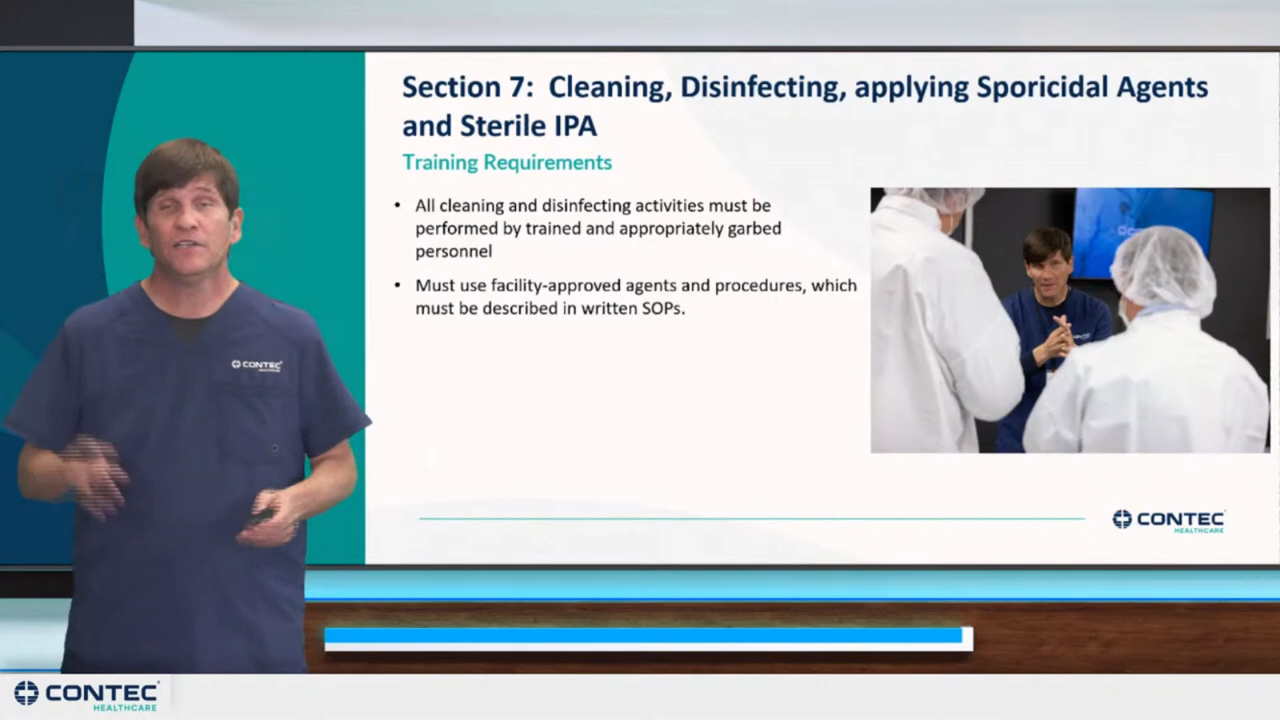 Section 7: Cleaning, Disinfecting, applying Sporicidal Agents
and Sterile IPA
Training Requirements
• All cleaning and disinfecting activities must be
performed by trained and appropriately garbed
personnel
• Must use facility-approved agents and procedures, which
must be described in written SOPs.
CONTEC
HEALTHCARE
CONTEC
HEALTHCARE
CONTEC
HEALTHCARE